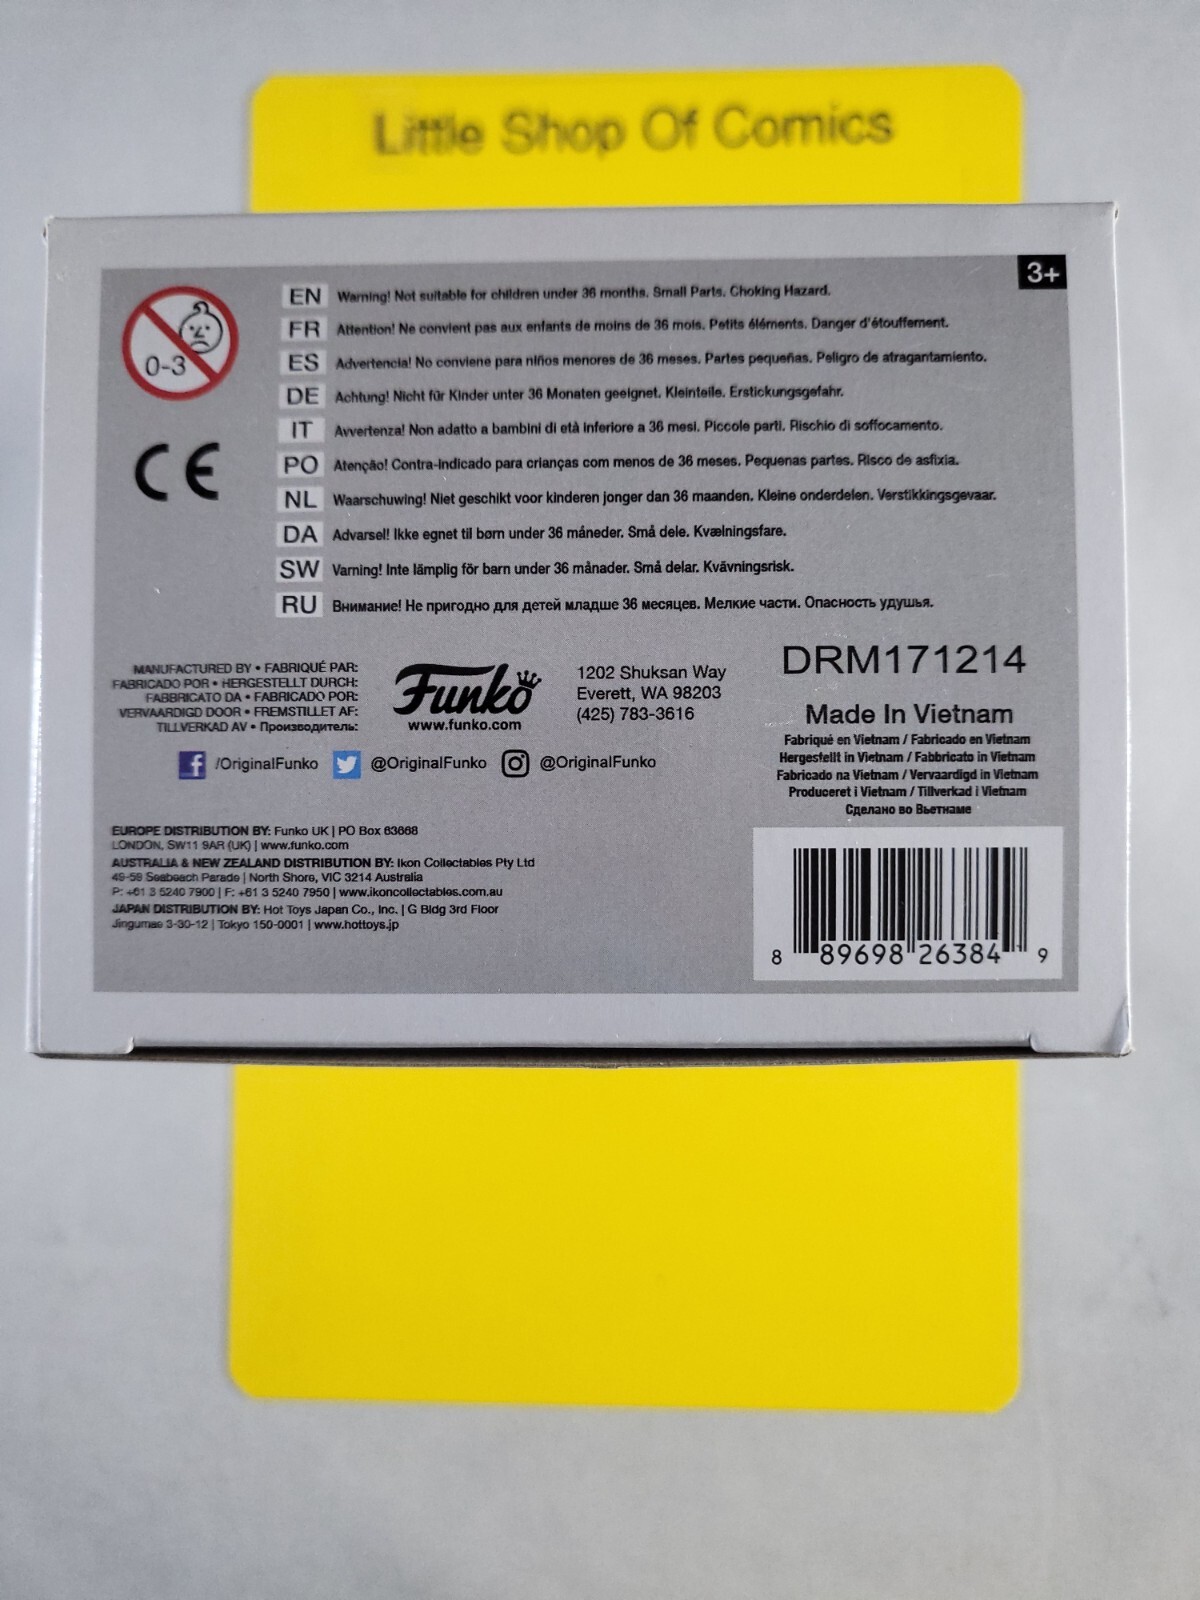 Little Shop Of Comics
3+
0-3
EN Warning! Not suitable for children under 36 months. Small Parts. Choking Hazard.
FR Attention! Ne convient pas aux enfants de moins de 36 mois. Petits éléments. Danger d'étouffement.
ES Advertencia! No conviene para niños menores de 36 meses. Partes pequeñas. Peligro de atragantamiento.
DE Achtung! Nicht für Kinder unter 36 Monaten geeignet. Kleinteile. Erstickungsgefahr.
IT Avvertenza! Non adatto a bambini di età inferiore a 36 mesi. Piccole parti. Rischio di soffocamento.
PO Atenção! Contra-indicado para crianças com menos de 36 meses. Pequenas partes. Risco de asfixia.
NL Waarschuwing! Niet geschikt voor kinderen jonger dan 36 maanden. Kleine onderdelen. Verstikkingsgevaar.
DA Advarsel! Ikke egnet til børn under 36 måneder. Små dele. Kvælningsfare.
SW Varning! Inte lämplig för barn under 36 månader. Små delar. Kvävningsrisk.
RU Внимание! Не пригодно для детей младше 36 месяцев. Мелкие части. Опасность удушья.
CE
MANUFACTURED BY • FABRIQUÉ PAR:
FABRICADO POR • HERGESTELLT DURCH:
FABBRICATO DA • FABRICADO POR:
VERVAARDIGD DOOR • FREMSTILLET AF:
TILLVERKAD AV • Производитель:
Funko
www.funko.com
1202 Shuksan Way
Everett, WA 98203
(425) 783-3616
/OriginalFunko @OriginalFunko @OriginalFunko
DRM171214
Made In Vietnam
Fabriqué en Vietnam / Fabricado en Vietnam
Hergestellt in Vietnam / Fabbricato in Vietnam
Fabricado na Vietnam / Vervaardigd in Vietnam
Produceret i Vietnam / Tillverkad i Vietnam
Сделано во Вьетнаме
EUROPE DISTRIBUTION BY: Funko UK | PO Box 63668
LONDON, SW11 9AR (UK) | www.funko.com
AUSTRALIA & NEW ZEALAND DISTRIBUTION BY: Ikon Collectables Pty Ltd
49-59 Seabeach Parade | North Shore, VIC 3214 Australia
P: +61 3 5240 7900 | F: +61 3 5240 7950 | www.ikoncollectables.com.au
JAPAN DISTRIBUTION BY: Hot Toys Japan Co., Inc. | G Bldg 3rd Floor
Jingumae 3-30-12 | Tokyo 150-0001 | www.hottoys.jp
8 89698 26384 9